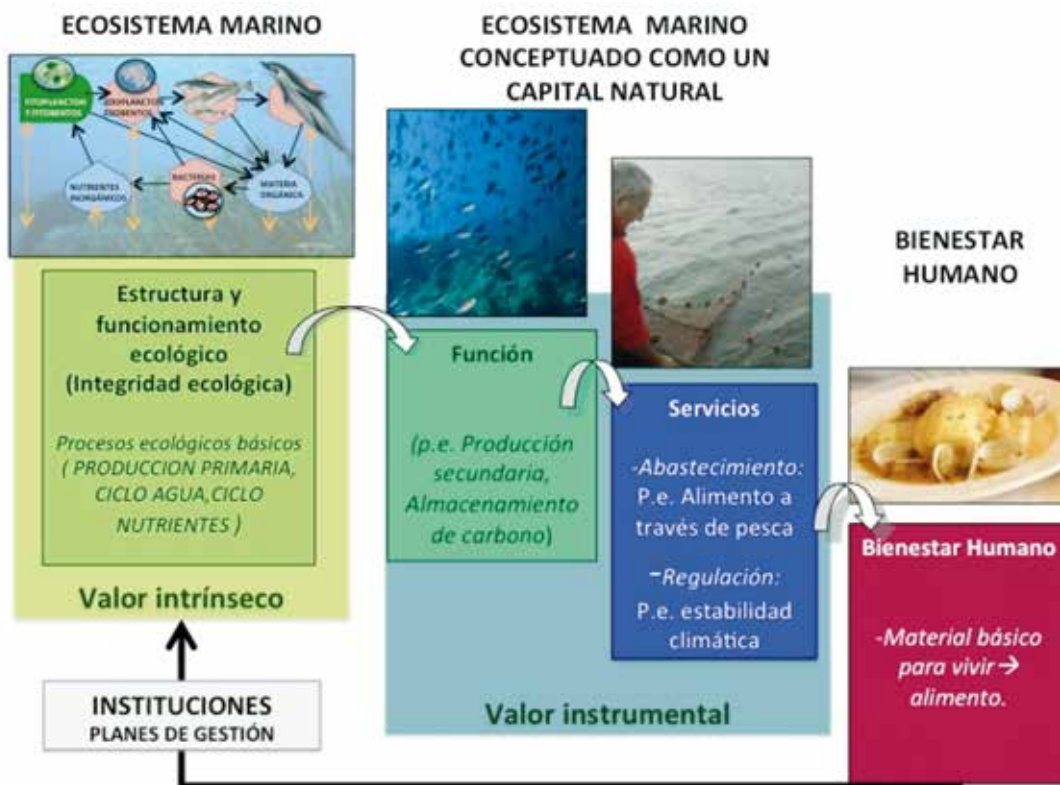 ECOSISTEMA MARINO
FITOPLANCTON
Y FITOBENTOS
ZOOPLANCTON
ZOOBENTOS
NUTRIENTES
INORGÁNICOS
BACTERIAS
MATERIA
ORGÁNICA
Estructura y
funcionamiento
ecológico
(Integridad ecológica)
Procesos ecológicos básicos
( PRODUCCION PRIMARIA,
CICLO AGUA,CICLO
NUTRIENTES )
Valor intrínseco
INSTITUCIONES
PLANES DE GESTIÓN
ECOSISTEMA MARINO
CONCEPTUADO COMO UN
CAPITAL NATURAL
Función
(p.e. Producción
secundaria,
Almacenamiento
de carbono)
Servicios
-Abastecimiento:
P.e. Alimento a
través de pesca
-Regulación:
P.e. estabilidad
climática
Valor instrumental
BIENESTAR
HUMANO
Bienestar Humano
-Material básico
para vivir →
alimento.